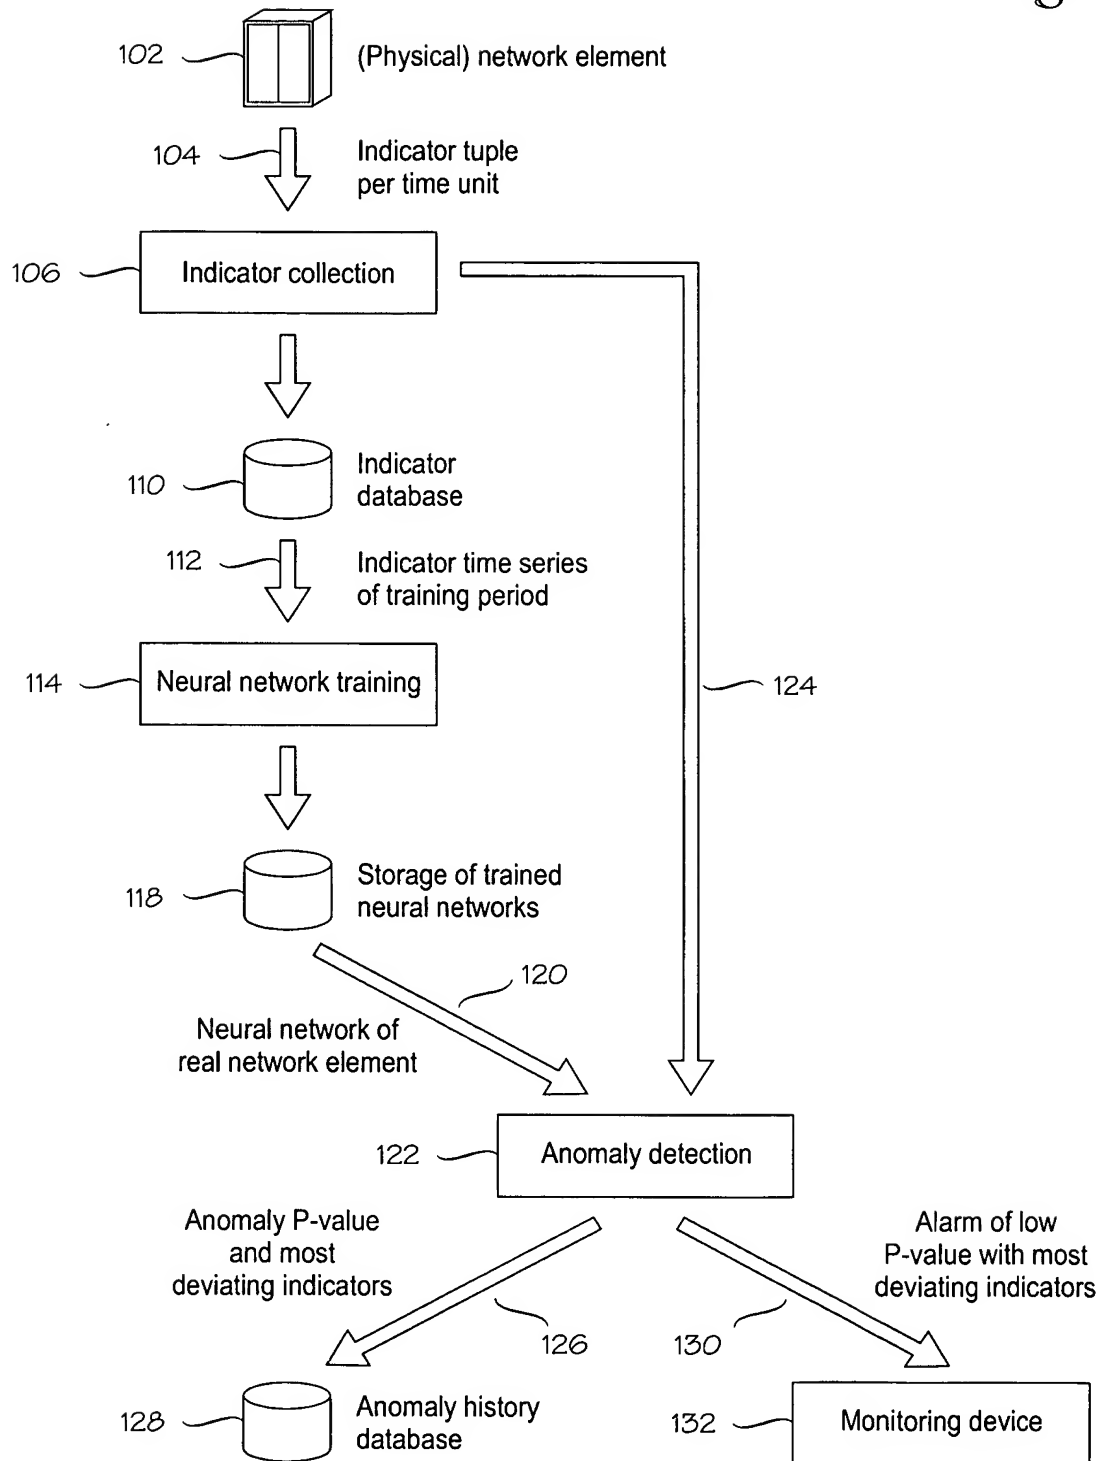 g
102
(Physical) network element
104
Indicator tuple
per time unit
106
Indicator collection
110
Indicator
database
112
Indicator time series
of training period
114
Neural network training
124
118
Storage of trained
neural networks
120
Neural network of
real network element
122
Anomaly detection
Anomaly P-value
and most
deviating indicators
Alarm of low
P-value with most
deviating indicators
126
130
128
Anomaly history
database
132
Monitoring device